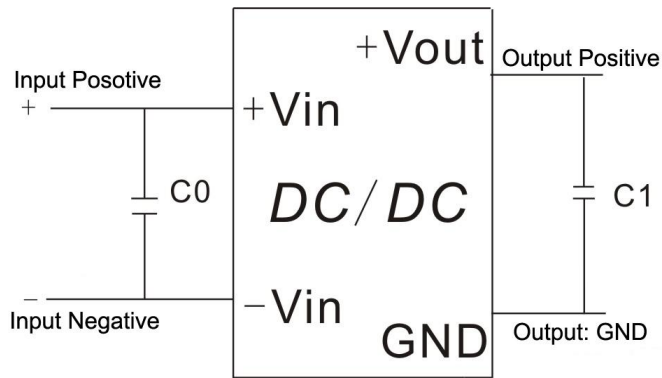 +Vout
Output Positive
Input Posotive
+
+Vin
C0
DC/DC
C1
−
−Vin
Input Negative
GND
Output: GND